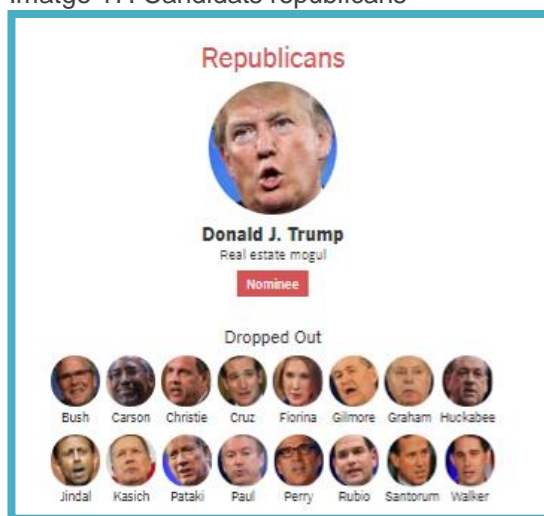 Imatge 17. Candidats republicans
Republicans
Donald J. Trump
Real estate mogul
Nominee
Dropped Out
Bush Carson Christie Cruz Fiorina Gilmore Graham Huckabee
Jindal Kasich Pataki Paul Perry Rubio Santorum Walker